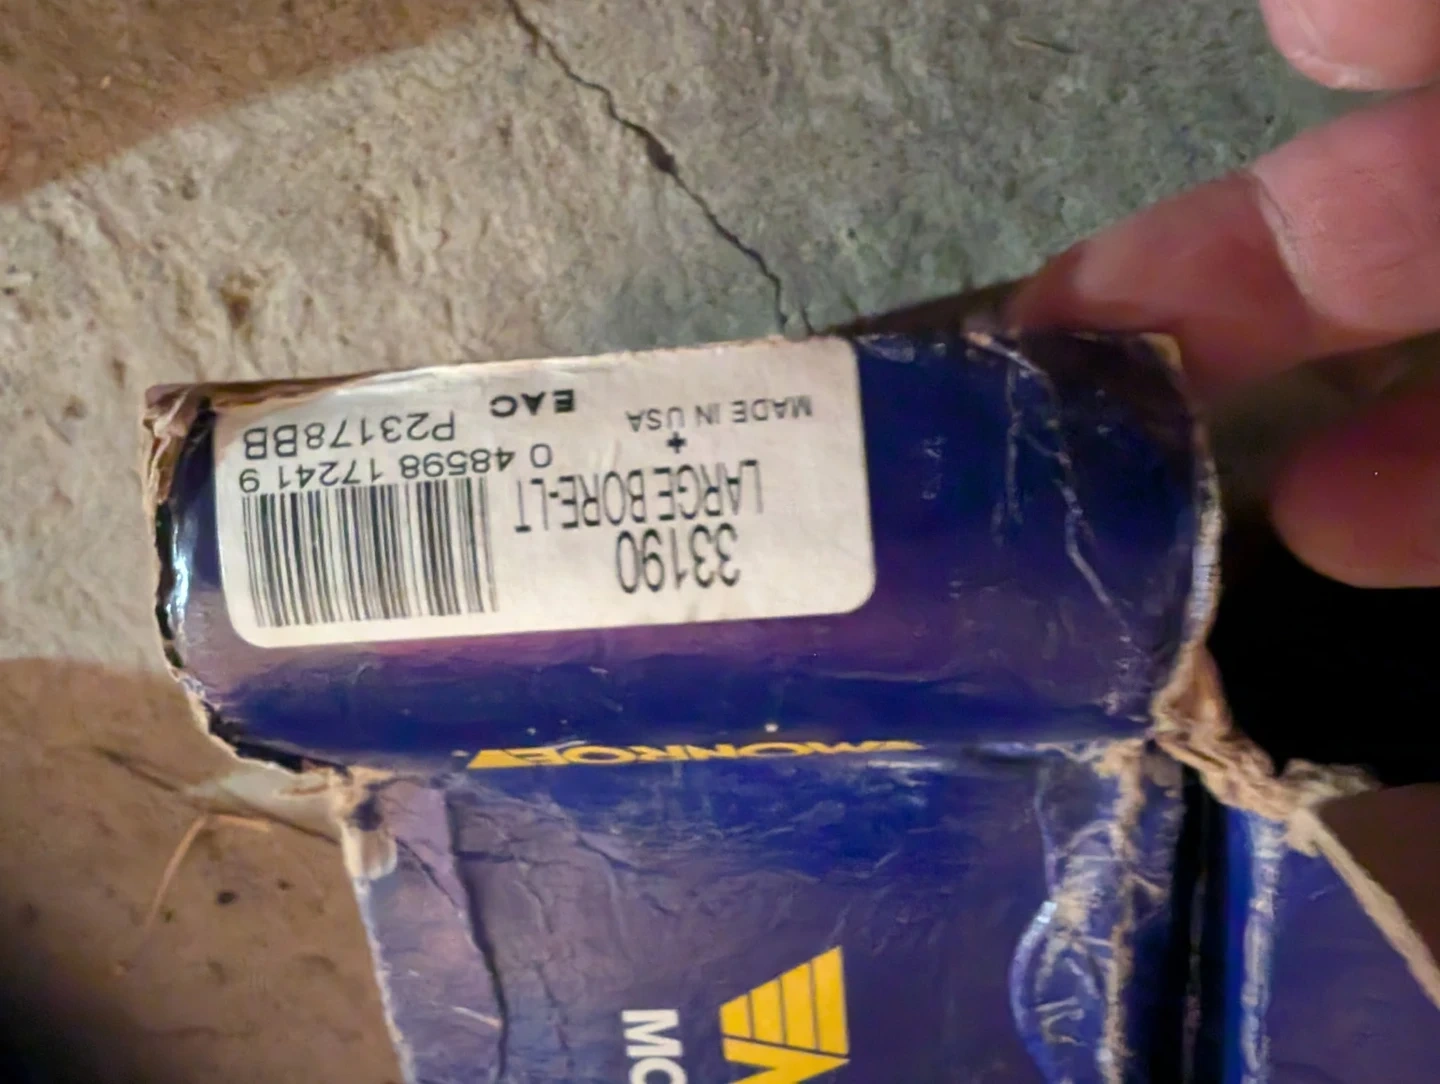 33190
LARGE BORE-LT
+
MADE IN USA
0 48598 17241 9
P23178BB
EAC
MONROE
MO